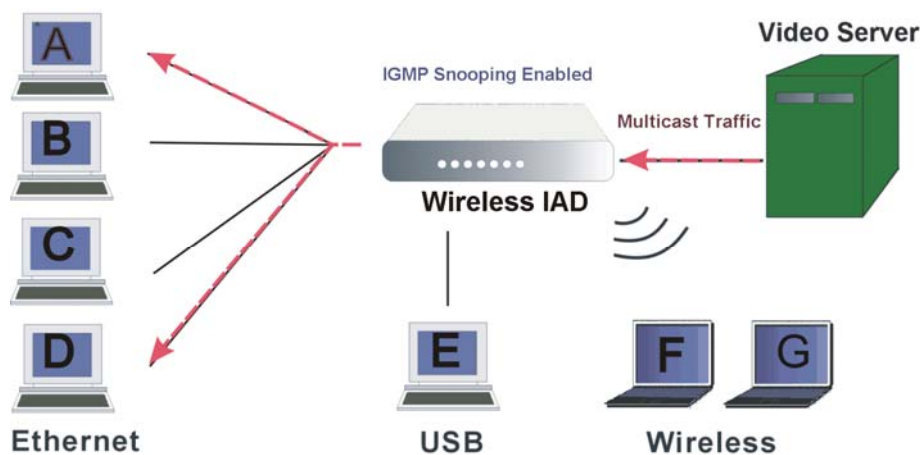 Video Server
A
IGMP Snooping Enabled
B
Multicast Traffic
Wireless IAD
C
D
E
F
G
Ethernet
USB
Wireless